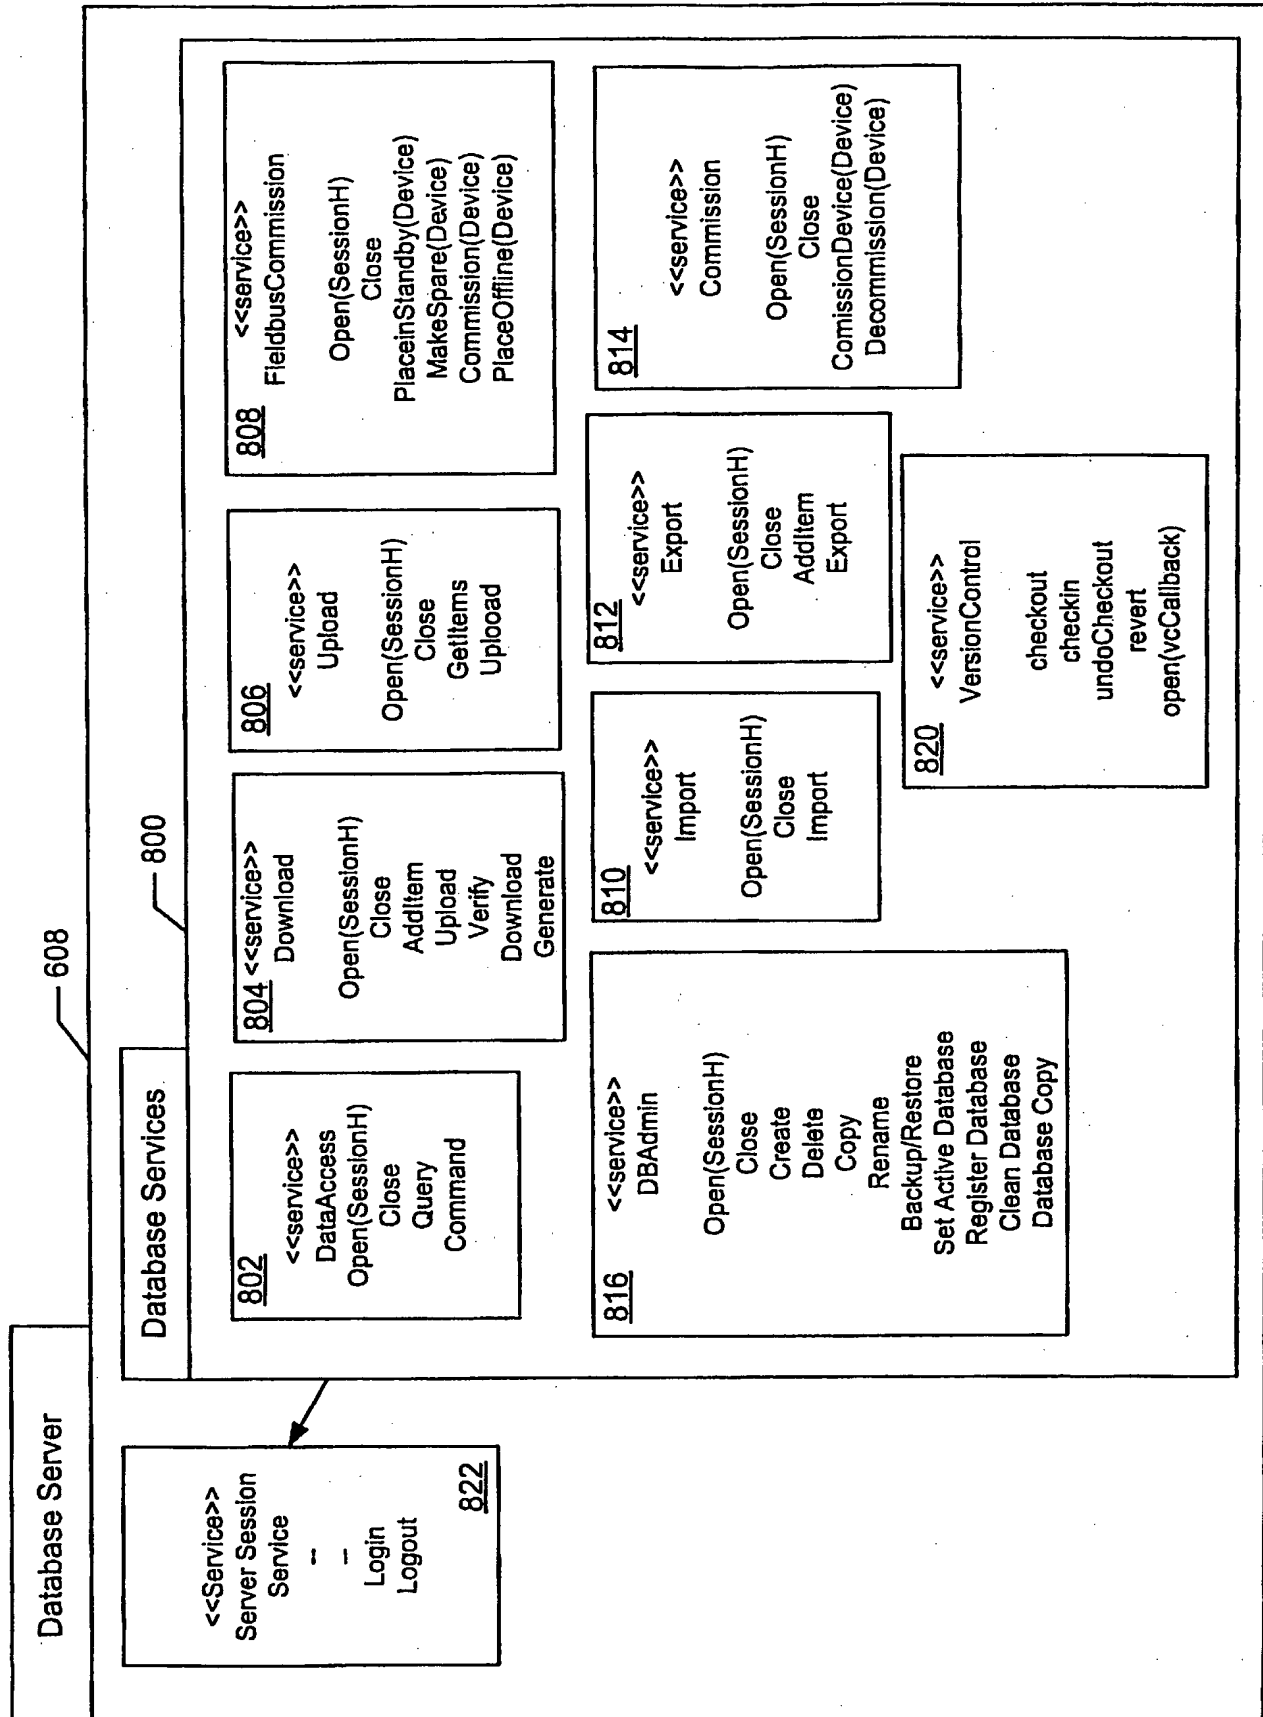 Database Server
608
Database Services
800
<<Service>>
Server Session
Service
--
--
Login
Logout
822
802
<<service>>
DataAccess
Open(SessionH)
Close
Query
Command
804 <<service>>
Download
Open(SessionH)
Close
AddItem
Upload
Verify
Download
Generate
806
<<service>>
Upload
Open(SessionH)
Close
GetItems
Uplooad
808
<<service>>
FieldbusCommission
Open(SessionH)
Close
PlaceinStandby(Device)
MakeSpare(Device)
Commission(Device)
PlaceOffline(Device)
816
<<service>>
DBAdmin
Open(SessionH)
Close
Create
Delete
Copy
Rename
Backup/Restore
Set Active Database
Register Database
Clean Database
Database Copy
810
<<service>>
Import
Open(SessionH)
Close
Import
812
<<service>>
Export
Open(SessionH)
Close
AddItem
Export
814
<<service>>
Commission
Open(SessionH)
Close
ComissionDevice(Device)
Decommission(Device)
820
<<service>>
VersionControl
checkout
checkin
undoCheckout
revert
open(vcCallback)